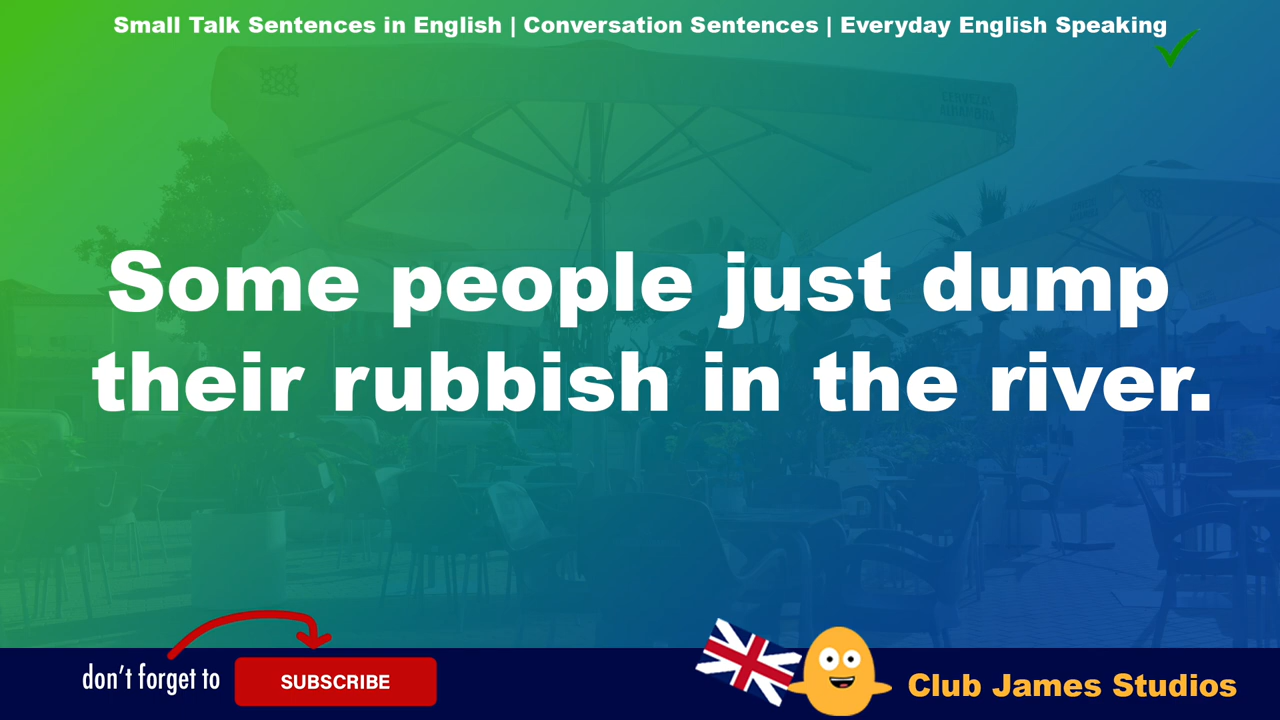 Small Talk Sentences in English | Conversation Sentences | Everyday English Speaking
Some people just dump
their rubbish in the river.
don't forget to
SUBSCRIBE
Club James Studios